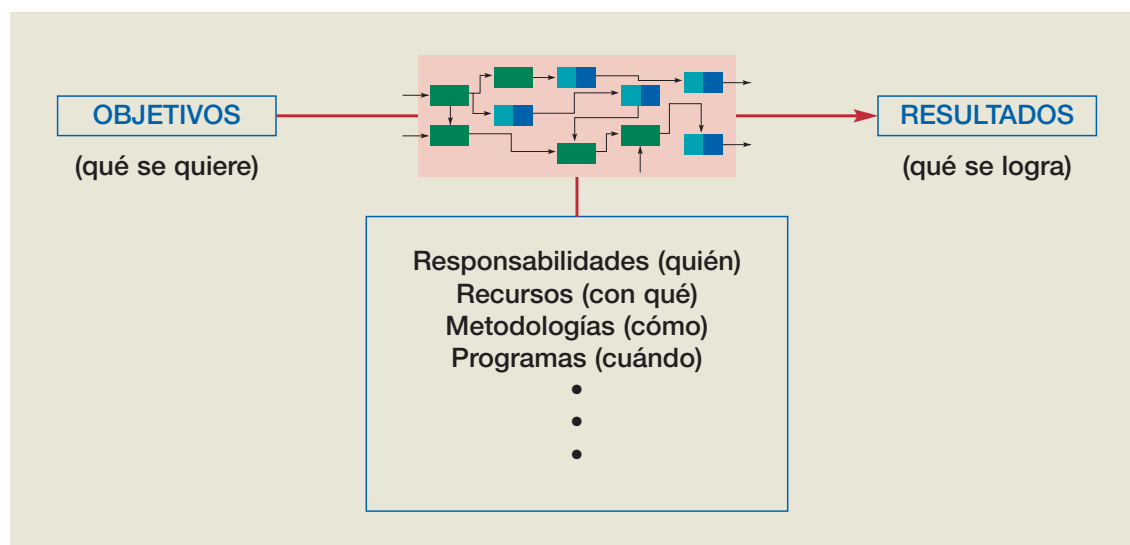 OBJETIVOS
(qué se quiere)
RESULTADOS
(qué se logra)
Responsabilidades (quién)
Recursos (con qué)
Metodologías (cómo)
Programas (cuándo)
•
•
•